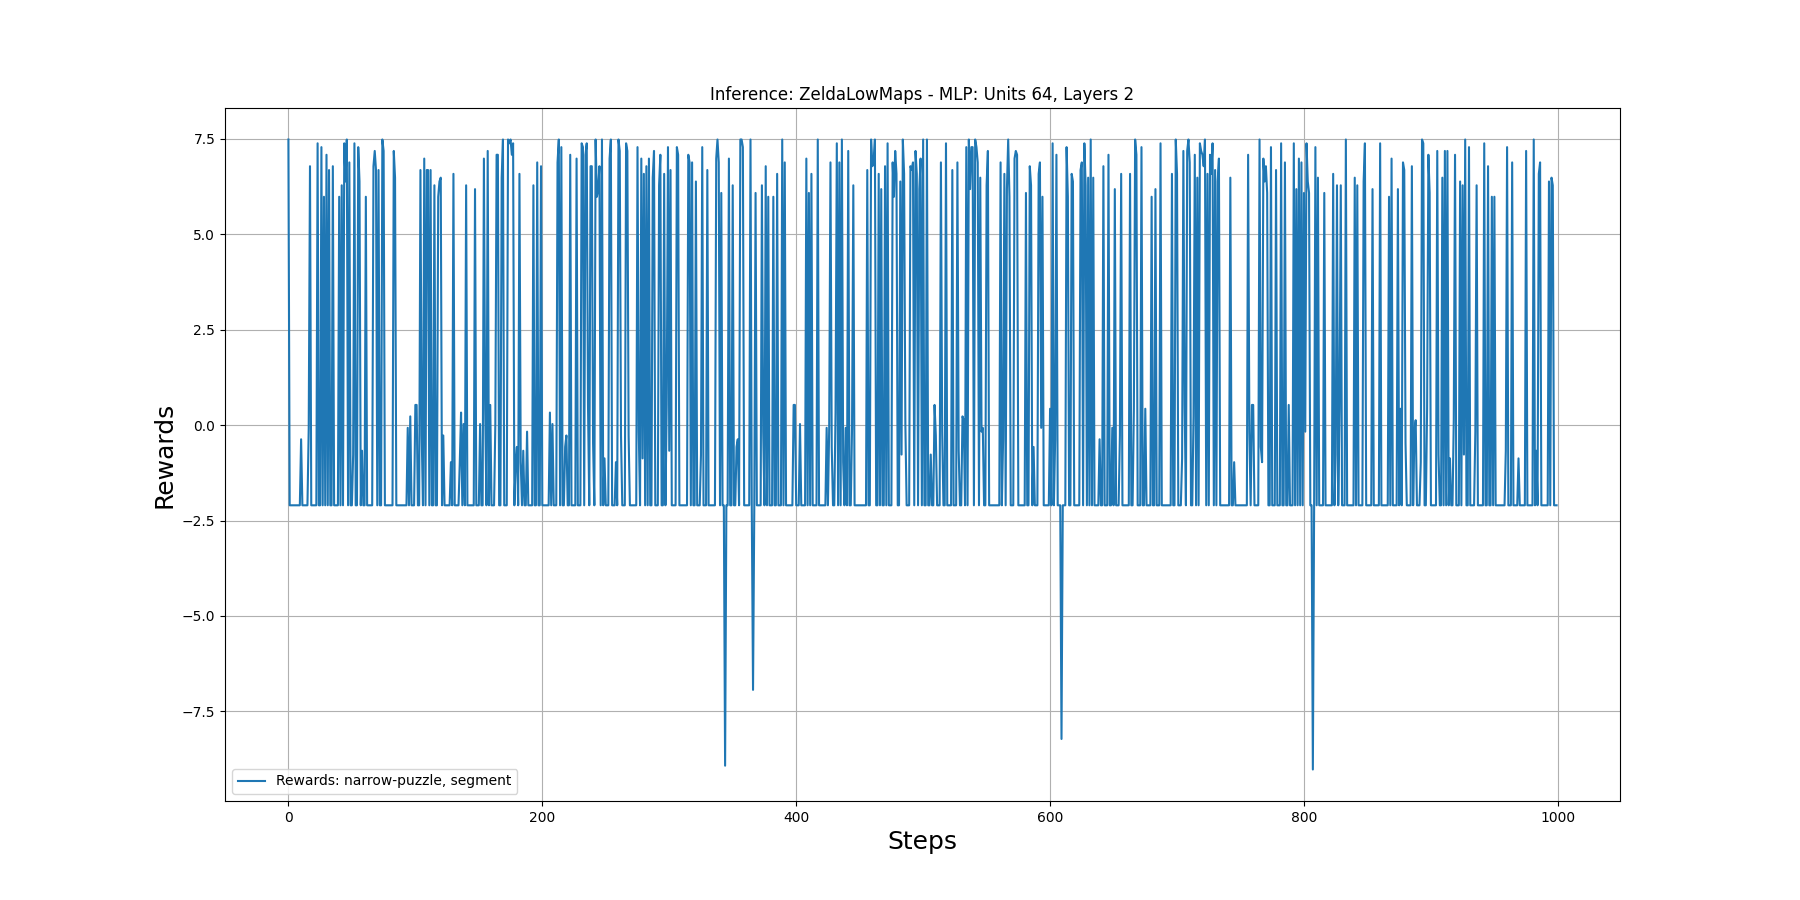 Inference: ZeldaLowMaps - MLP: Units 64, Layers 2
7.5
5.0
2.5
0.0
−2.5
−5.0
−7.5
Rewards
Rewards: narrow-puzzle, segment
0 200 400 600 800 1000
Steps